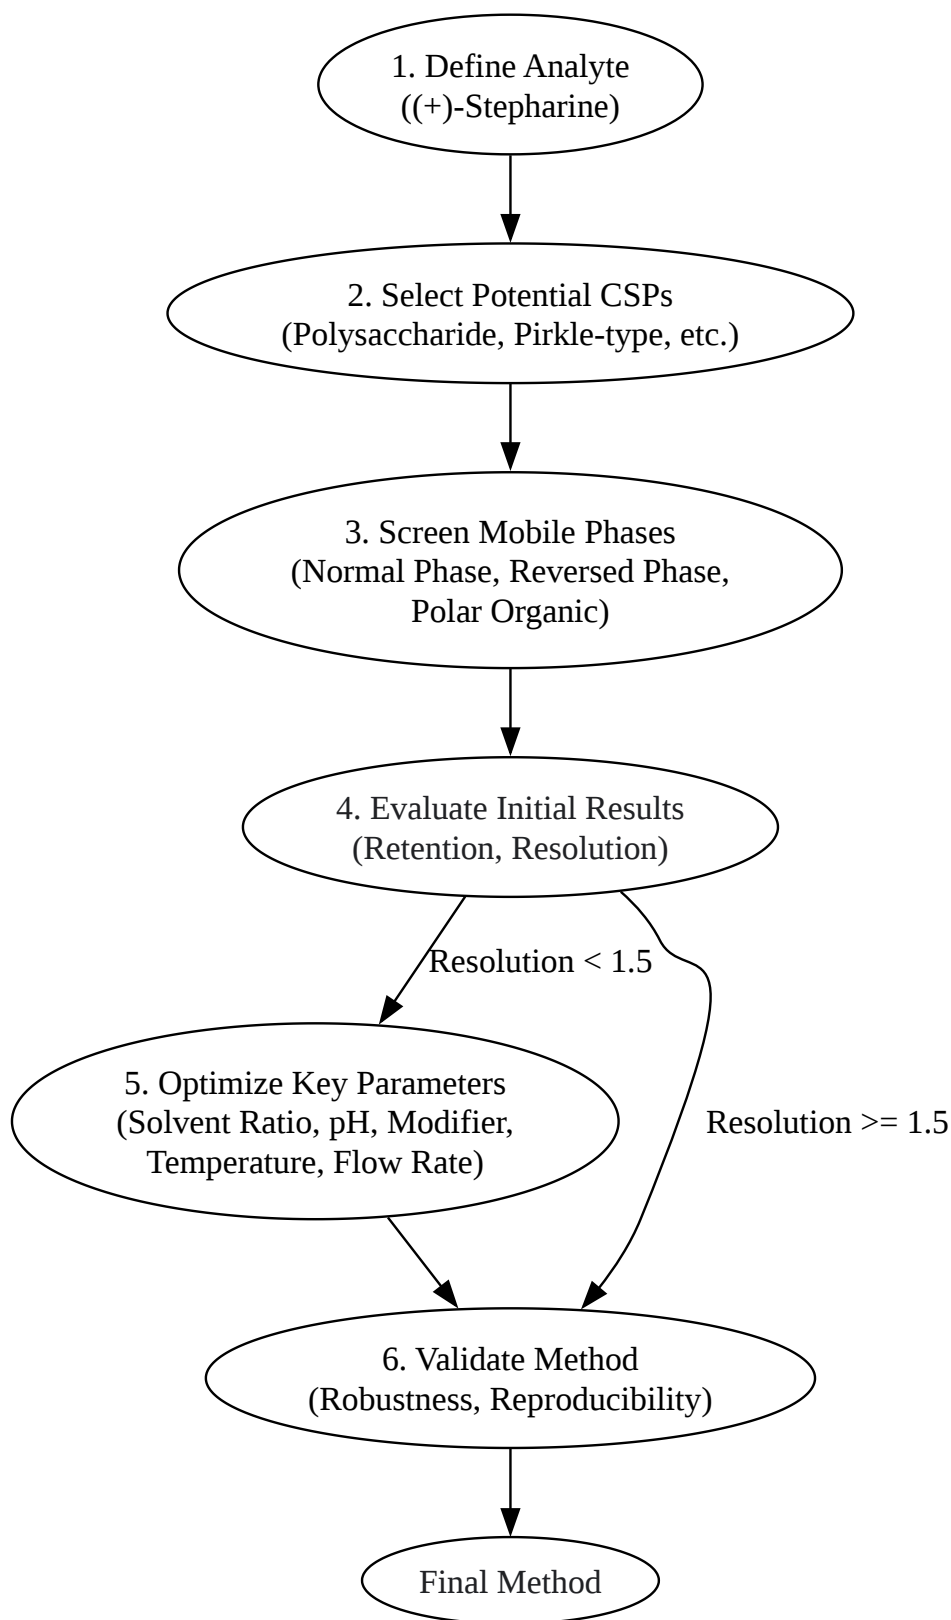 1. Define Analyte
((+)-Stepharine)
2. Select Potential CSPs
(Polysaccharide, Pirkle-type, etc.)
3. Screen Mobile Phases
(Normal Phase, Reversed Phase,
Polar Organic)
4. Evaluate Initial Results
(Retention, Resolution)
Resolution < 1.5
5. Optimize Key Parameters
(Solvent Ratio, pH, Modifier,
Temperature, Flow Rate)
Resolution >= 1.5
6. Validate Method
(Robustness, Reproducibility)
Final Method